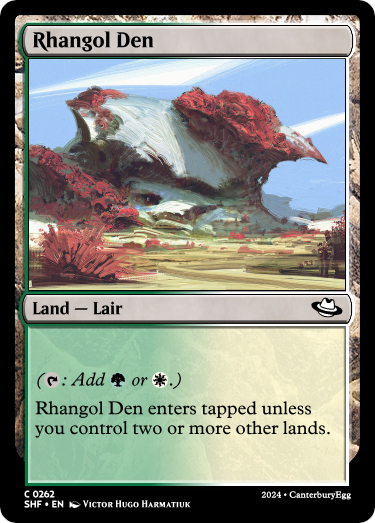 Rhangol Den
Land — Lair
(: Add or .)
Rhangol Den enters tapped unless
you control two or more other lands.
C 0262
SHF • EN Victor Hugo Harmatiuk
2024 • CanterburyEgg